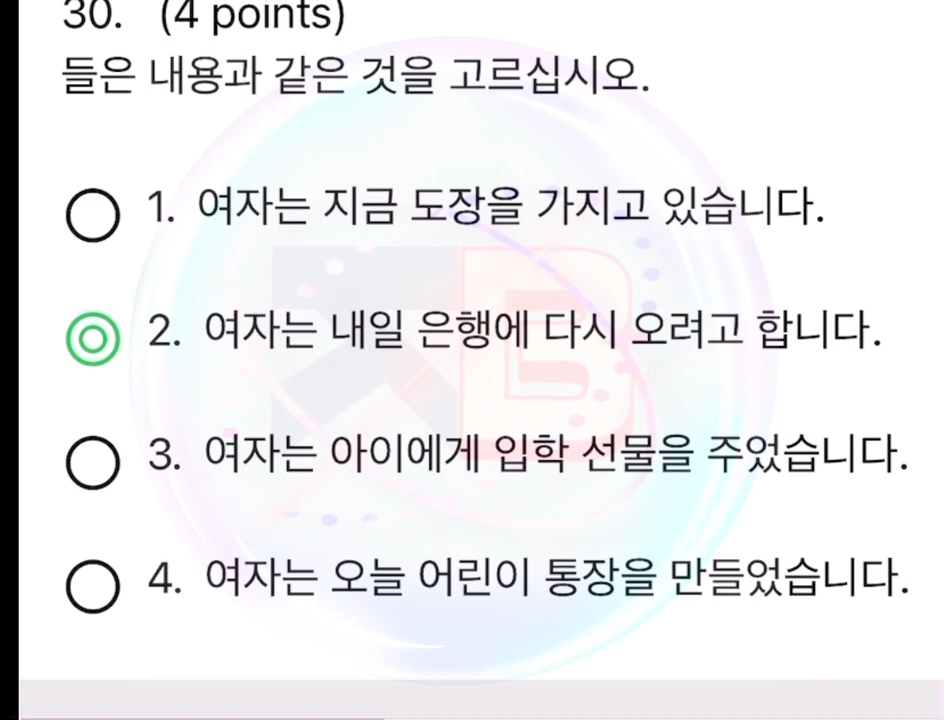 30. (4 points)
들은 내용과 같은 것을 고르십시오.
1. 여자는 지금 도장을 가지고 있습니다.
2. 여자는 내일 은행에 다시 오려고 합니다.
3. 여자는 아이에게 입학 선물을 주었습니다.
4. 여자는 오늘 어린이 통장을 만들었습니다.